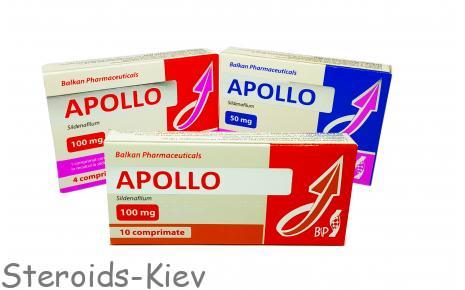 Balkan Pharmaceuticals
APOLLO
Sildenafilum
100 mg
4 compri
Balkan Pharmaceuticals
APOLLO
Sildenafilum
50 mg
Balkan Pharmaceuticals
APOLLO
Sildenafilum
100 mg
10 comprimate
BP
Steroids-Kiev